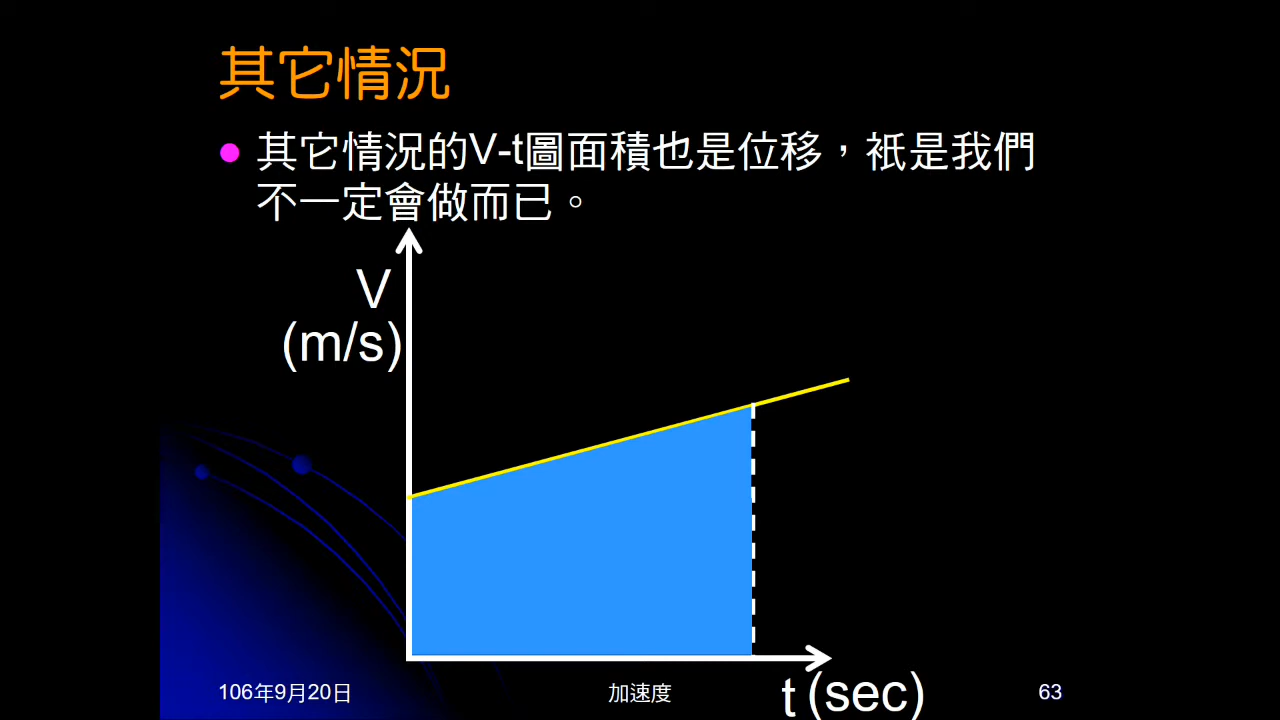 其它情況
其它情況的V-t圖面積也是位移，衹是我們
不一定會做而已。
V
(m/s)
t (sec)
106年9月20日
加速度
63